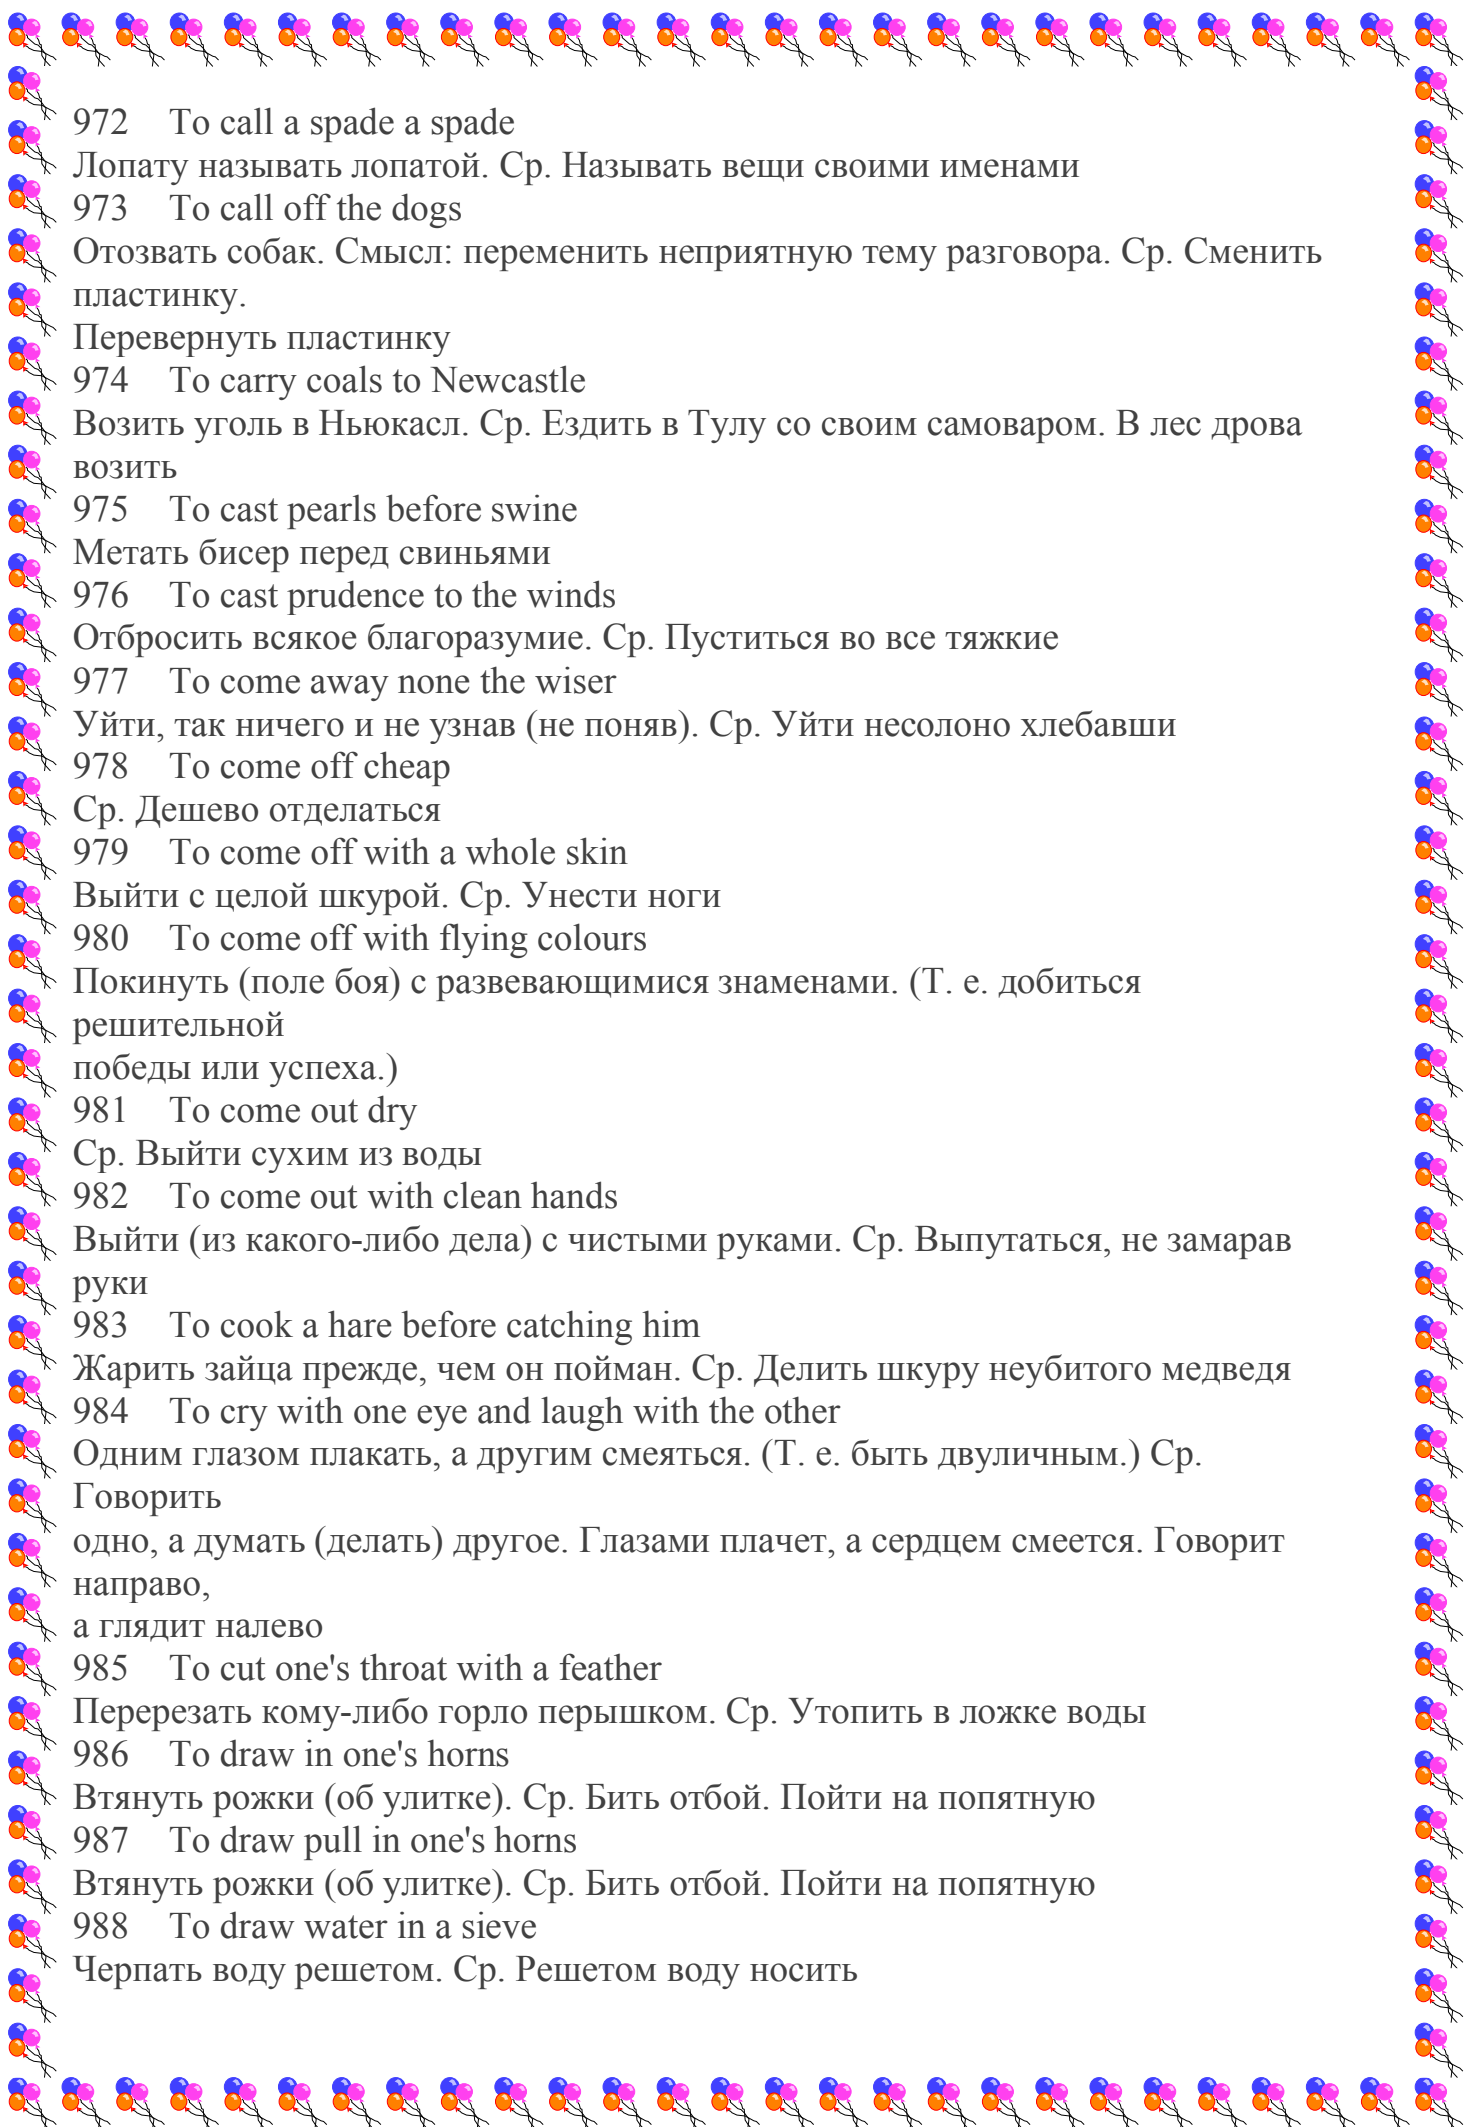 972    To call a spade a spade
Лопату называть лопатой. Ср. Называть вещи своими именами
973    To call off the dogs
Отозвать собак. Смысл: переменить неприятную тему разговора. Ср. Сменить
пластинку.
Перевернуть пластинку
974    To carry coals to Newcastle
Возить уголь в Ньюкасл. Ср. Ездить в Тулу со своим самоваром. В лес дрова
возить
975    To cast pearls before swine
Метать бисер перед свиньями
976    To cast prudence to the winds
Отбросить всякое благоразумие. Ср. Пуститься во все тяжкие
977    To come away none the wiser
Уйти, так ничего и не узнав (не поняв). Ср. Уйти несолоно хлебавши
978    To come off cheap
Ср. Дешево отделаться
979    To come off with a whole skin
Выйти с целой шкурой. Ср. Унести ноги
980    To come off with flying colours
Покинуть (поле боя) с развевающимися знаменами. (Т. е. добиться
решительной
победы или успеха.)
981    To come out dry
Ср. Выйти сухим из воды
982    To come out with clean hands
Выйти (из какого-либо дела) с чистыми руками. Ср. Выпутаться, не замарав
руки
983    To cook a hare before catching him
Жарить зайца прежде, чем он пойман. Ср. Делить шкуру неубитого медведя
984    To cry with one eye and laugh with the other
Одним глазом плакать, а другим смеяться. (Т. е. быть двуличным.) Ср.
Говорить
одно, а думать (делать) другое. Глазами плачет, а сердцем смеется. Говорит
направо,
а глядит налево
985    To cut one's throat with a feather
Перерезать кому-либо горло перышком. Ср. Утопить в ложке воды
986    To draw in one's horns
Втянуть рожки (об улитке). Ср. Бить отбой. Пойти на попятную
987    To draw pull in one's horns
Втянуть рожки (об улитке). Ср. Бить отбой. Пойти на попятную
988    To draw water in a sieve
Черпать воду решетом. Ср. Решетом воду носить